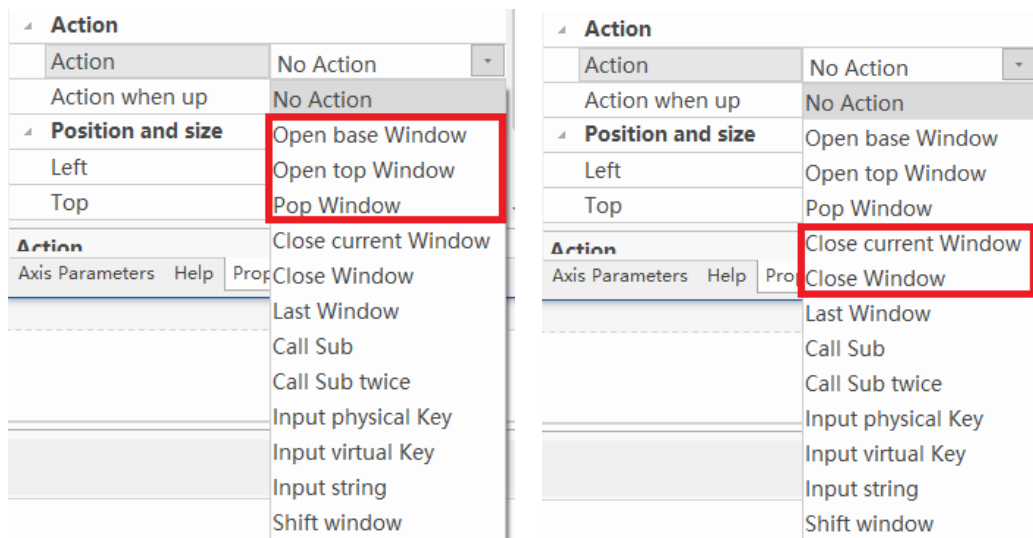 Action
Action No Action
Action when up No Action
Position and size Open base Window
Left Open top Window
Top Pop Window
Action Close current Window
Axis Parameters Help Prop Close Window
Last Window
Call Sub
Call Sub twice
Input physical Key
Input virtual Key
Input string
Shift window
Action
Action No Action
Action when up No Action
Position and size Open base Window
Left Open top Window
Top Pop Window
Action Close current Window
Axis Parameters Help Prop Close Window
Last Window
Call Sub
Call Sub twice
Input physical Key
Input virtual Key
Input string
Shift window